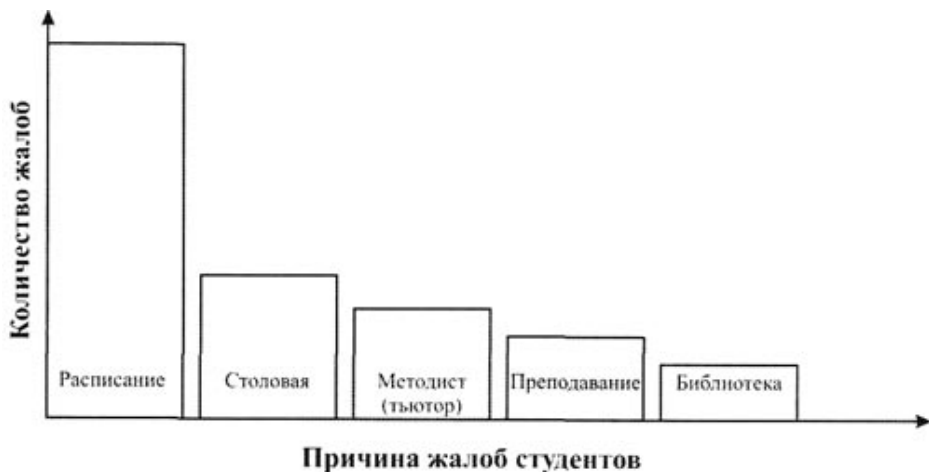 Количество жалоб
Расписание
Столовая
Методист
(тьютор)
Преподавание
Библиотека
Причина жалоб студентов